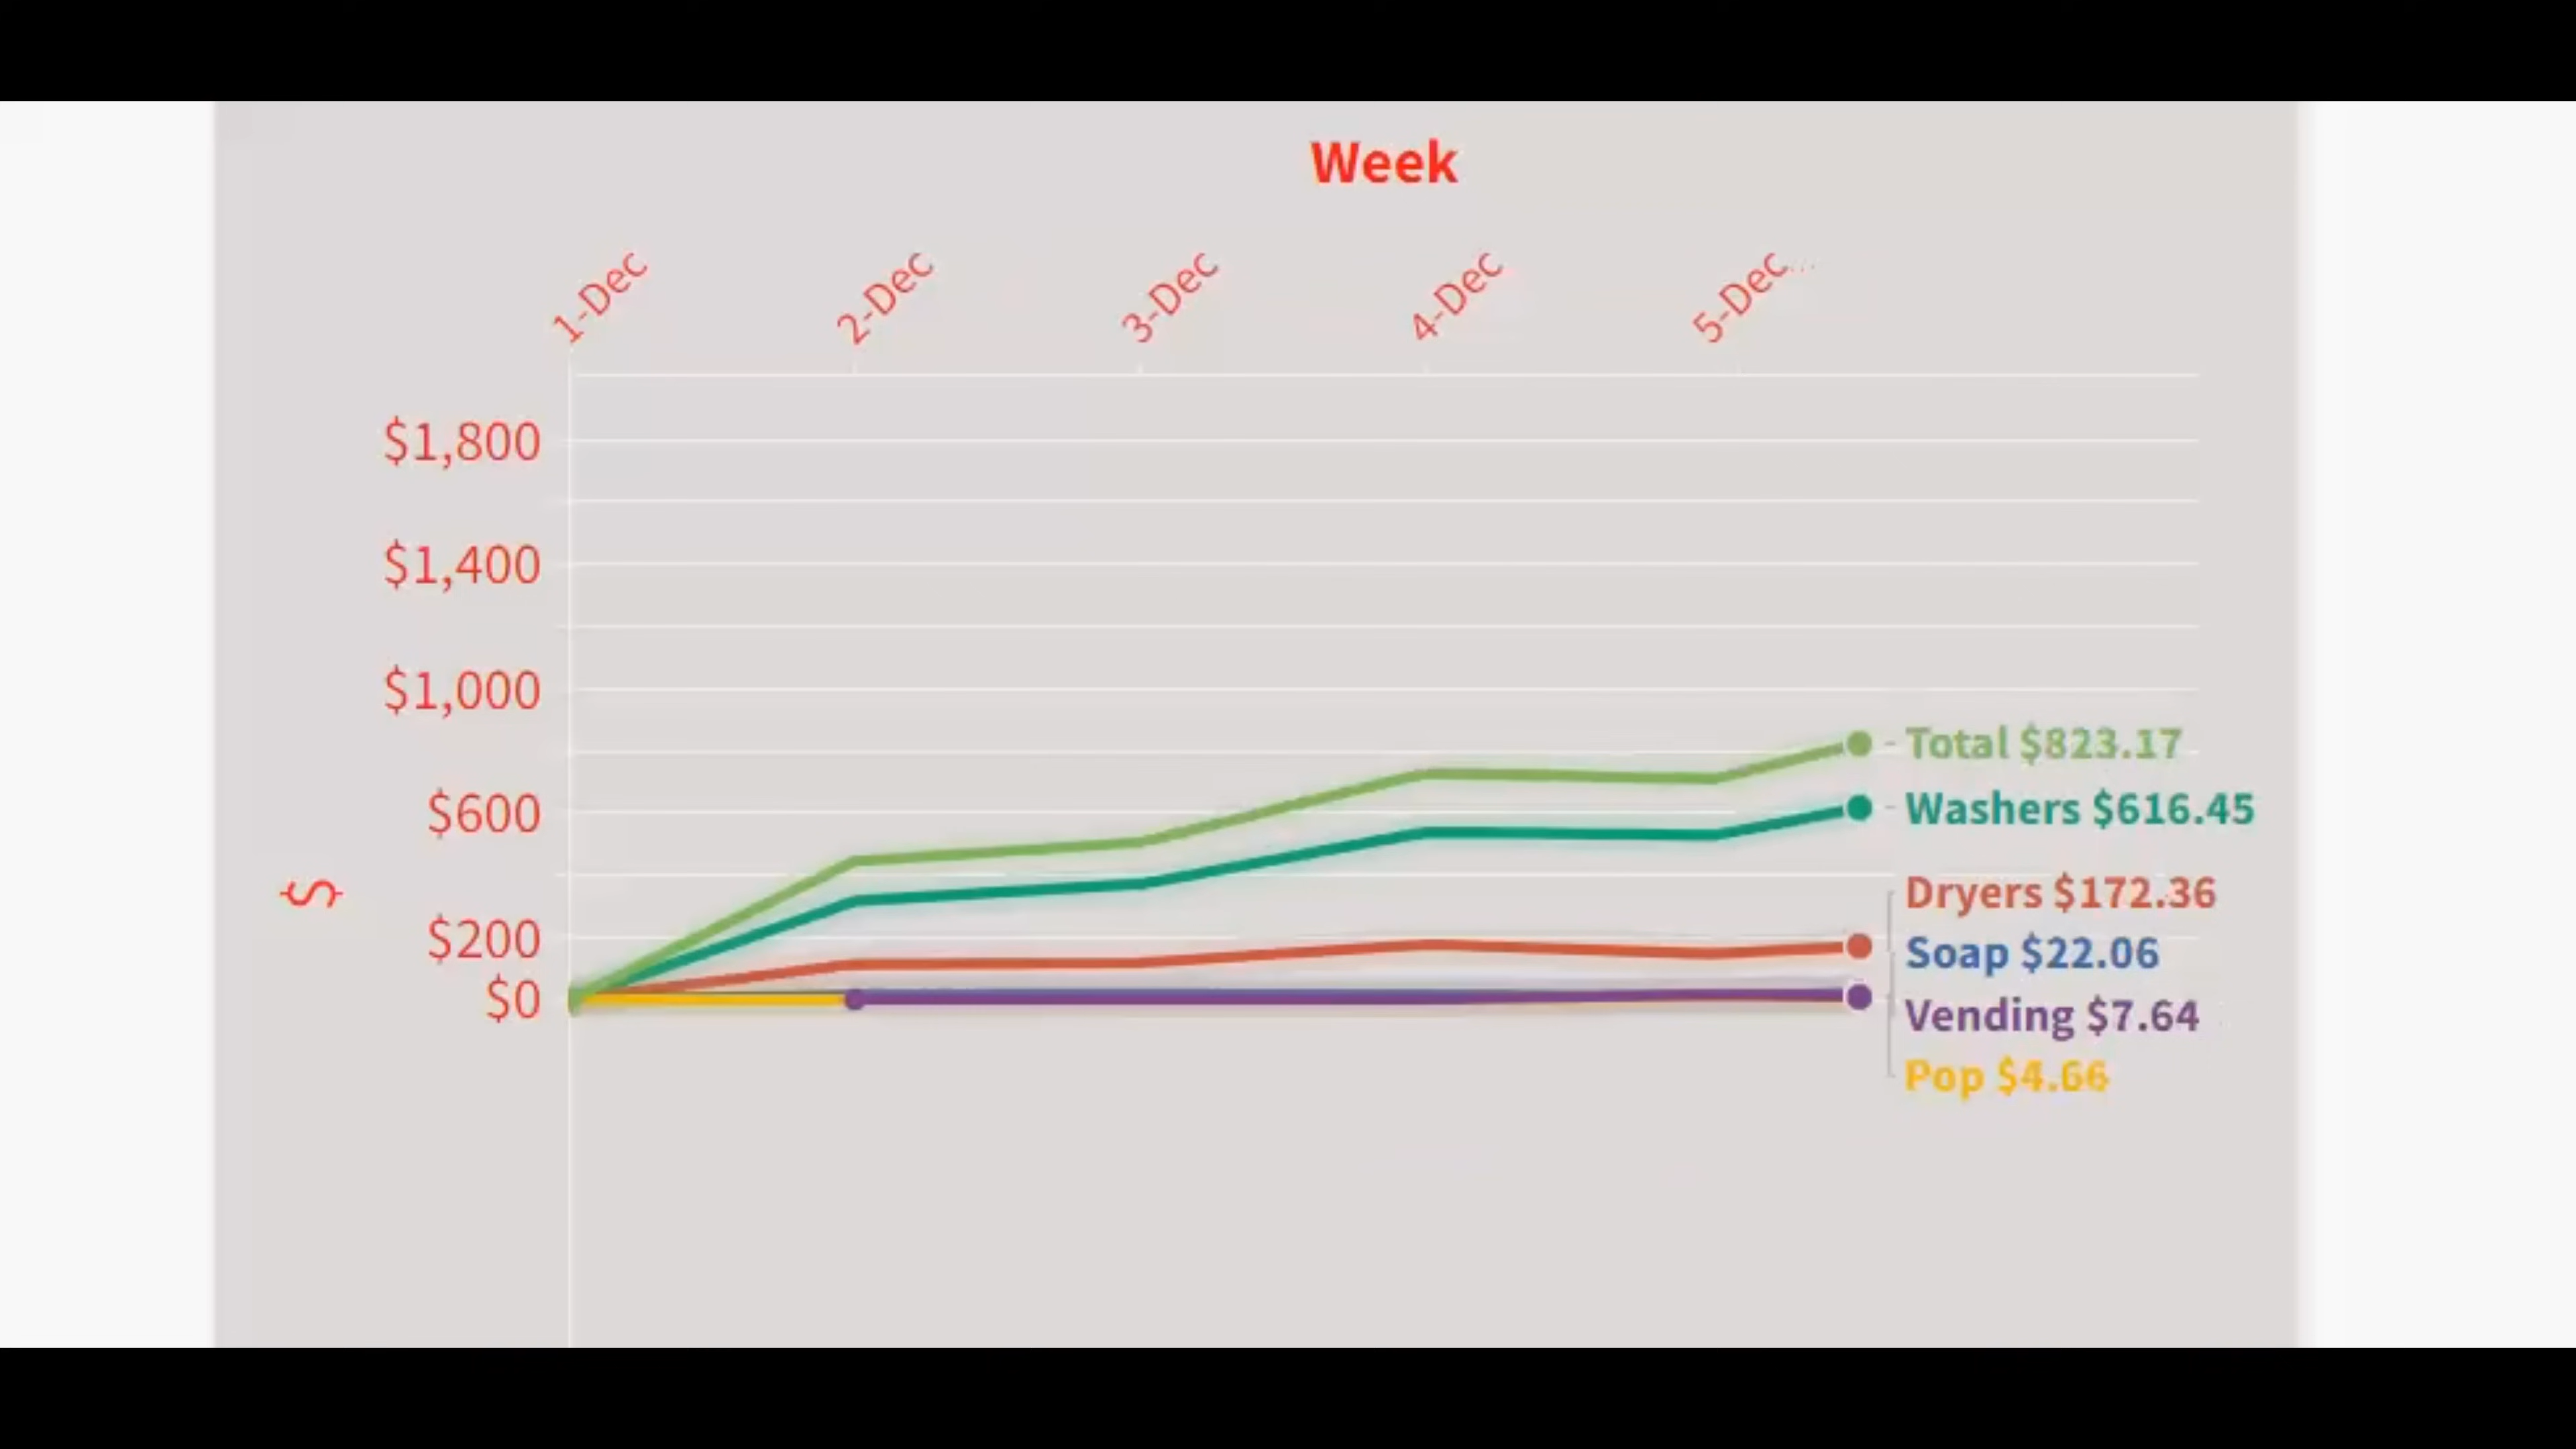 Week
1-Dec
2-Dec
3-Dec
4-Dec
5-Dec
$1,800
$1,400
$1,000
$600
$200
$0
$
Total $823.17
Washers $616.45
Dryers $172.36
Soap $22.06
Vending $7.64
Pop $4.66